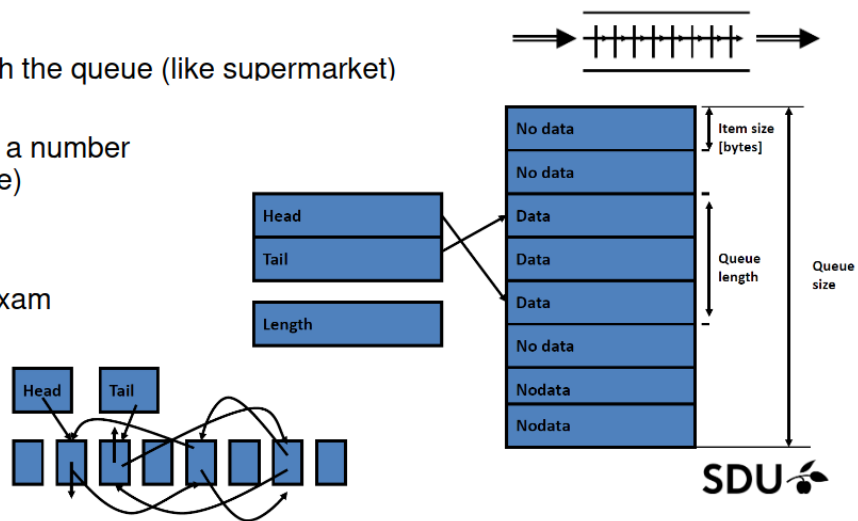 h the queue (like supermarket)
a number
e)
xam
Head
Tail
Length
No data
No data
Data
Data
Data
No data
Nodata
Nodata
Item size
[bytes]
Queue
length
Queue
size
Head
Tail
SDU